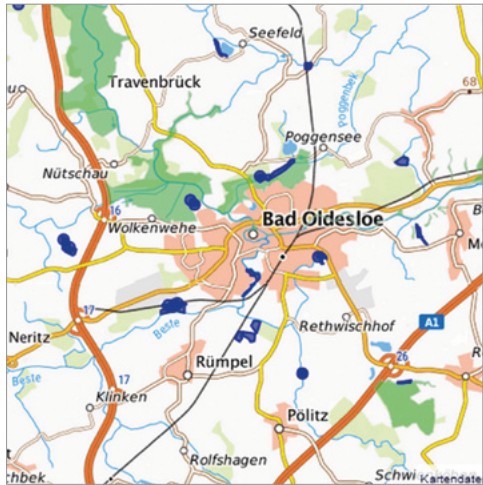 Seefeld
Travenbrück
Poggenbek
68
Poggensee
Nütschau
16
Bad Oldesloe
Wolkenwehe
17
Neritz
Beste
Rethwischhof
A1
Rümpel
26
Beste
17
Klinken
Pölitz
Rolfshagen
Kartendate